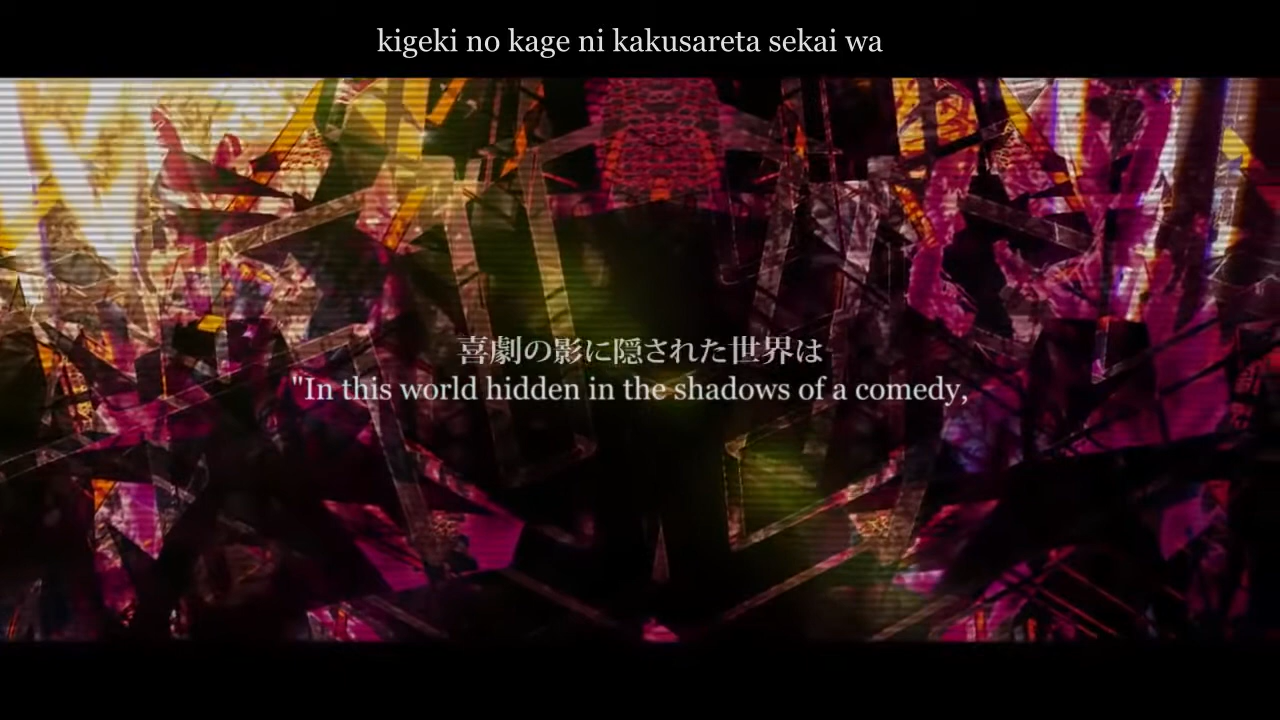 kigeki no kage ni kakusareta sekai wa
喜劇の影に隠された世界は
"In this world hidden in the shadows of a comedy,